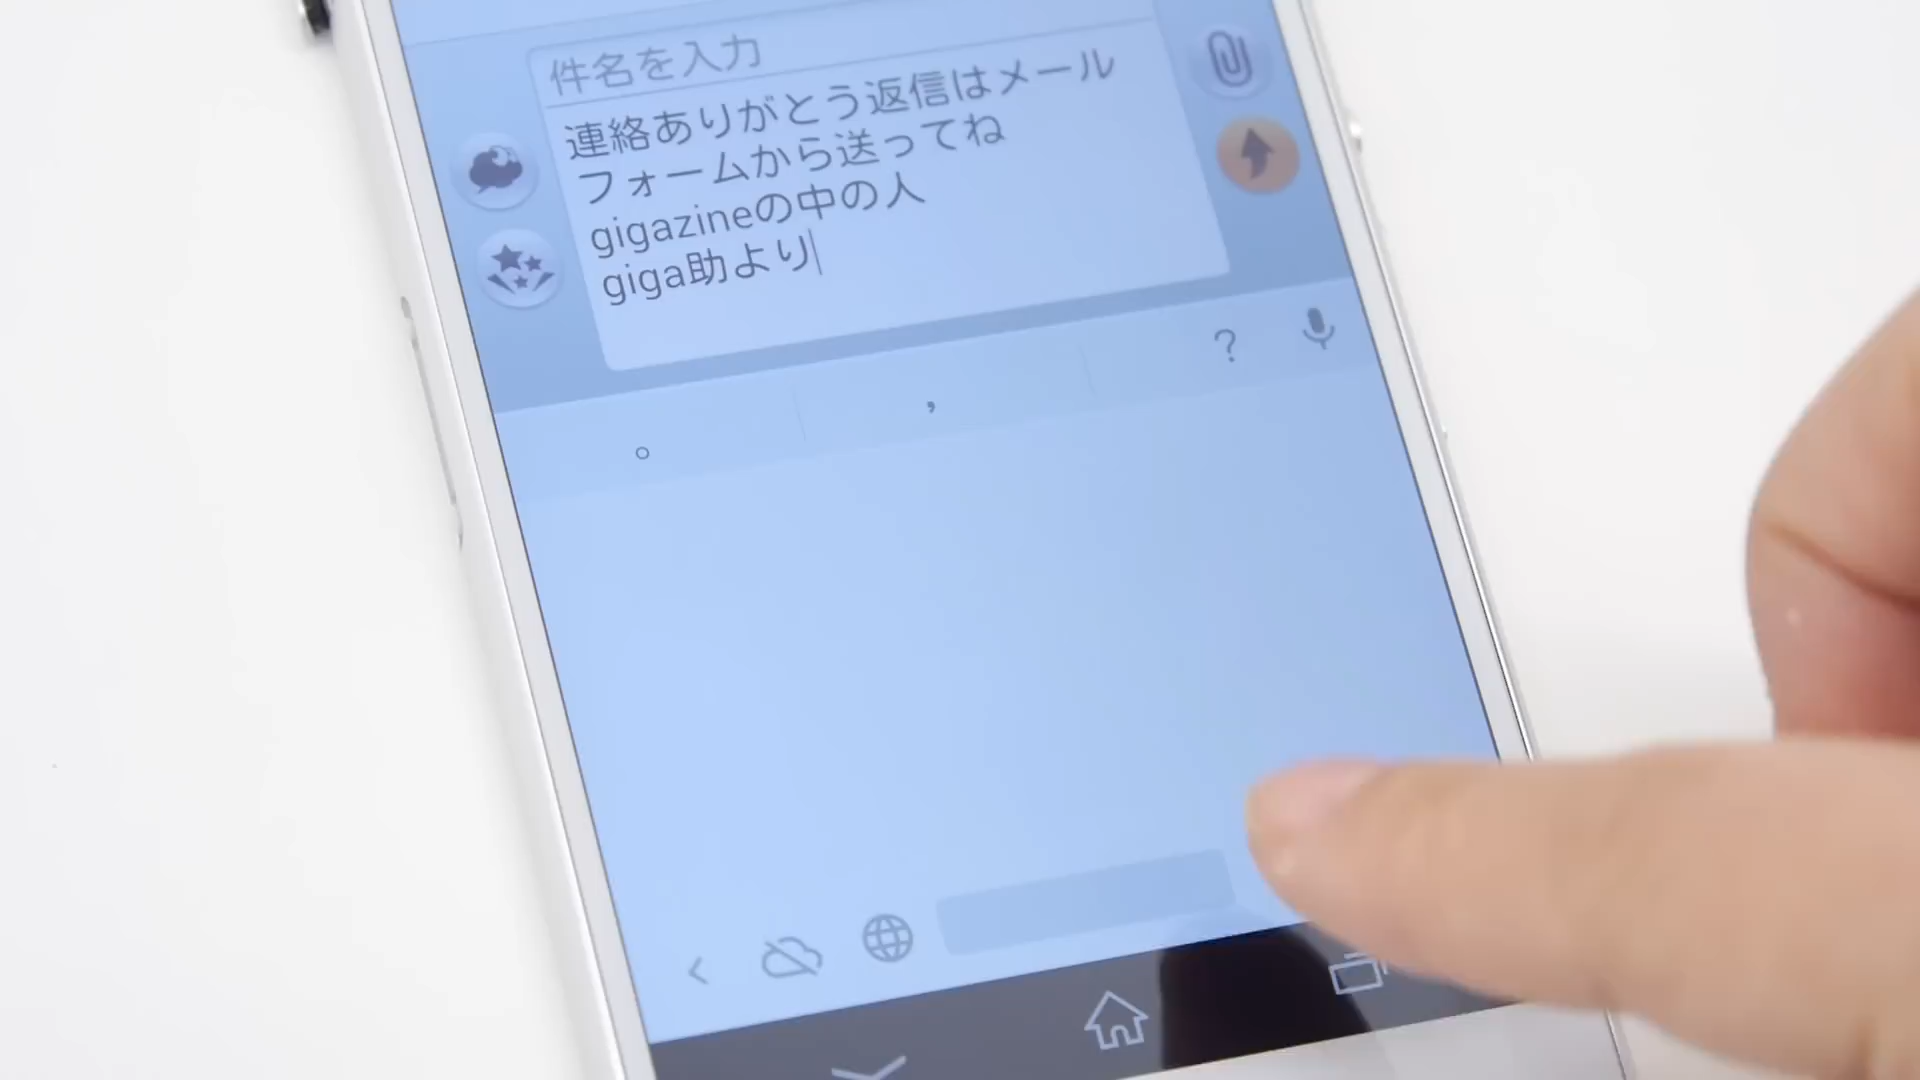 件名を入力
連絡ありがとう返信はメール
フォームから送ってね
gigazineの中の人
giga助より
。 , ?